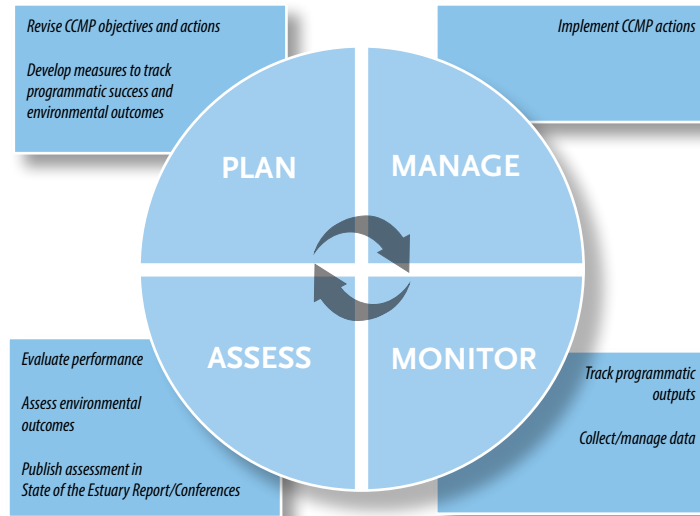 Revise CCMP objectives and actions
Develop measures to track
programmatic success and
environmental outcomes
Implement CCMP actions
PLAN
MANAGE
ASSESS
MONITOR
Evaluate performance
Assess environmental
outcomes
Publish assessment in
State of the Estuary Report/Conferences
Track programmatic
outputs
Collect/manage data